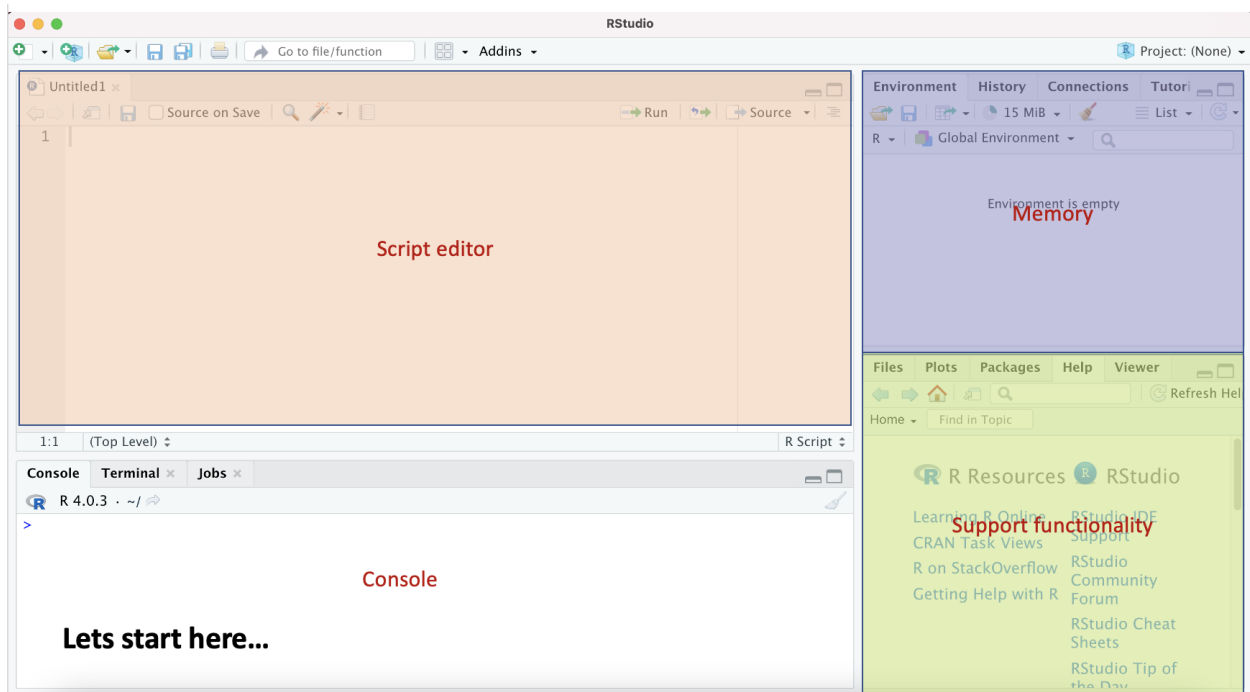 RStudio
Go to file/function
Addins
Project: (None)
Untitled1
Source on Save
Run
Source
1
Script editor
1:1
(Top Level)
R Script
Console
Terminal
Jobs
R 4.0.3 · ~/
>
Console
Lets start here...
Environment
History
Connections
Tutori
15 MiB
List
R
Global Environment
Environment is empty
Memory
Files
Plots
Packages
Help
Viewer
Refresh Hel
Home
Find in Topic
R Resources
RStudio
Learning R Online
CRAN Task Views
R on StackOverflow
Getting Help with R
RStudio IDE
Support
RStudio
Community
Forum
RStudio Cheat
Sheets
RStudio Tip of
the Day
Support functionality